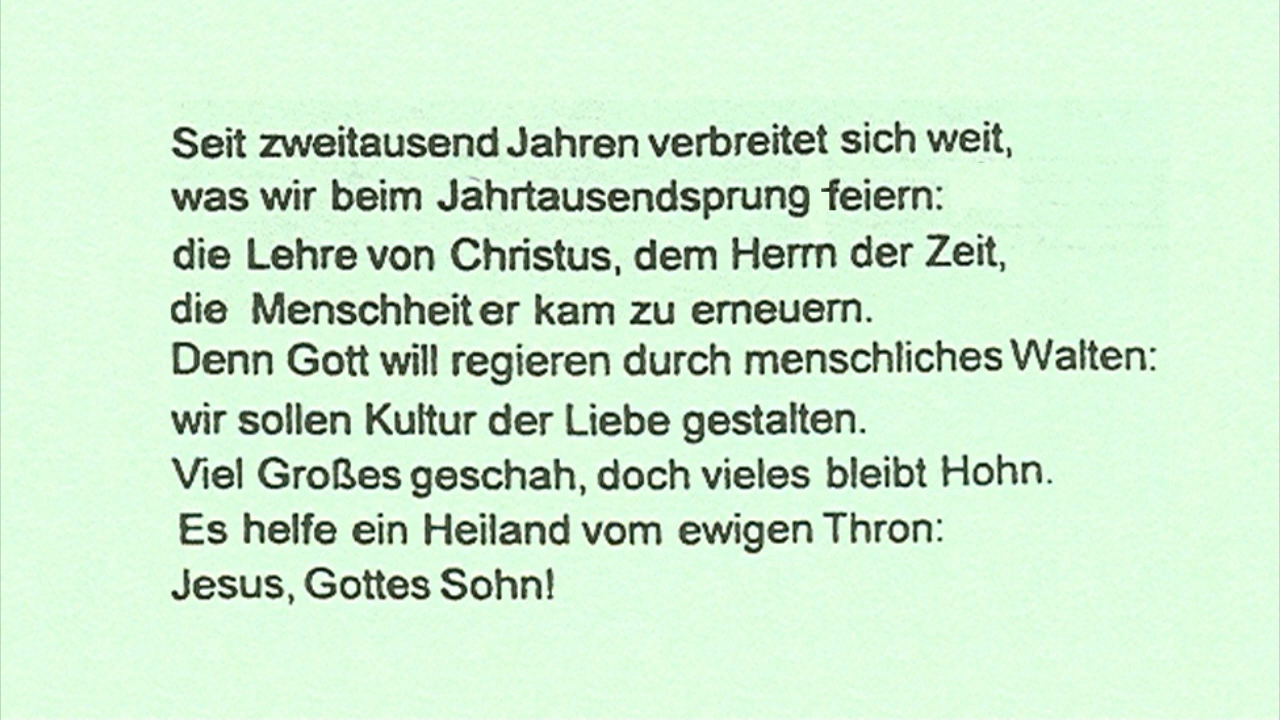 Seit zweitausend Jahren verbreitet sich weit,
was wir beim Jahrtausendsprung feiern:
die Lehre von Christus, dem Herrn der Zeit,
die Menschheit er kam zu erneuern.
Denn Gott will regieren durch menschliches Walten:
wir sollen Kultur der Liebe gestalten.
Viel Großes geschah, doch vieles bleibt Hohn.
Es helfe ein Heiland vom ewigen Thron:
Jesus, Gottes Sohn!